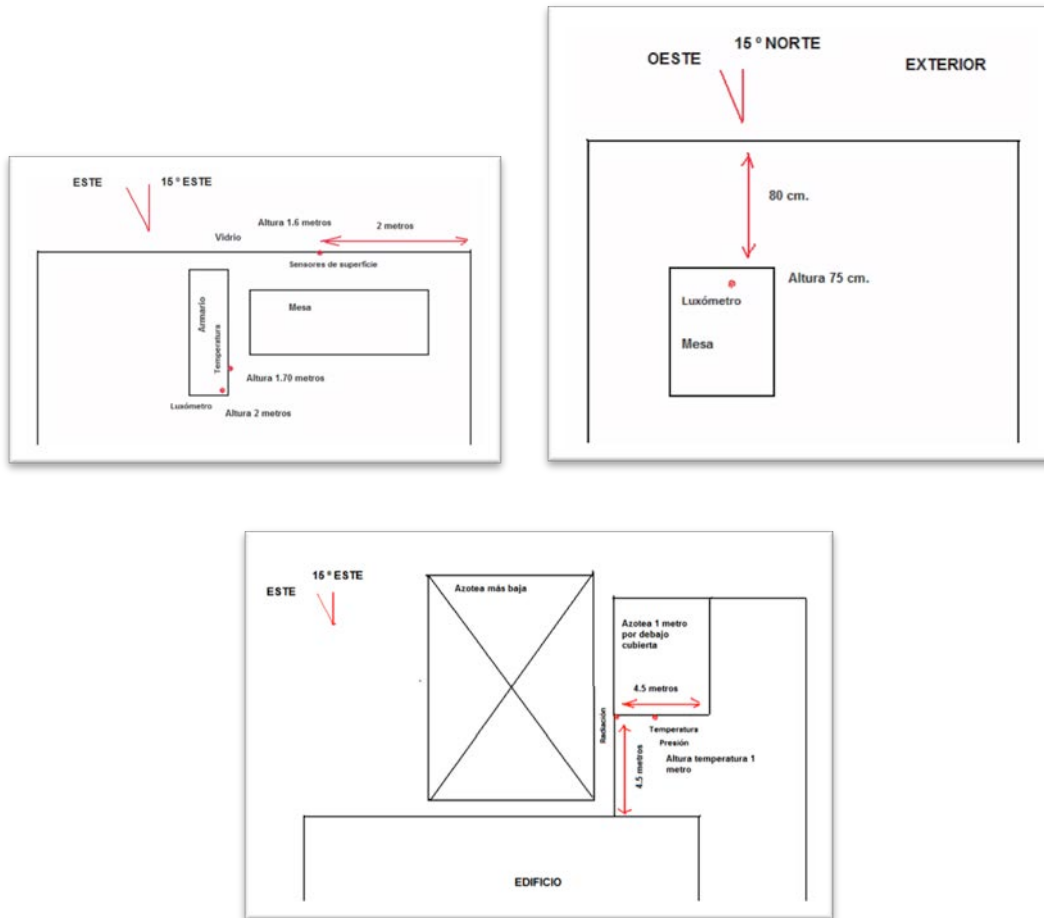 ESTE
15 º ESTE
Altura 1.6 metros
2 metros
Vidrio
Sensores de superficie
Armario
Temperatura
Mesa
Altura 1.70 metros
Luxómetro
Altura 2 metros
15 º NORTE
OESTE
EXTERIOR
80 cm.
Altura 75 cm.
Luxómetro
Mesa
15 º ESTE
ESTE
Azotea más baja
Azotea 1 metro
por debajo
cubierta
4.5 metros
Radiación
Temperatura
Presión
Altura temperatura 1
metro
4.5 metros
EDIFICIO